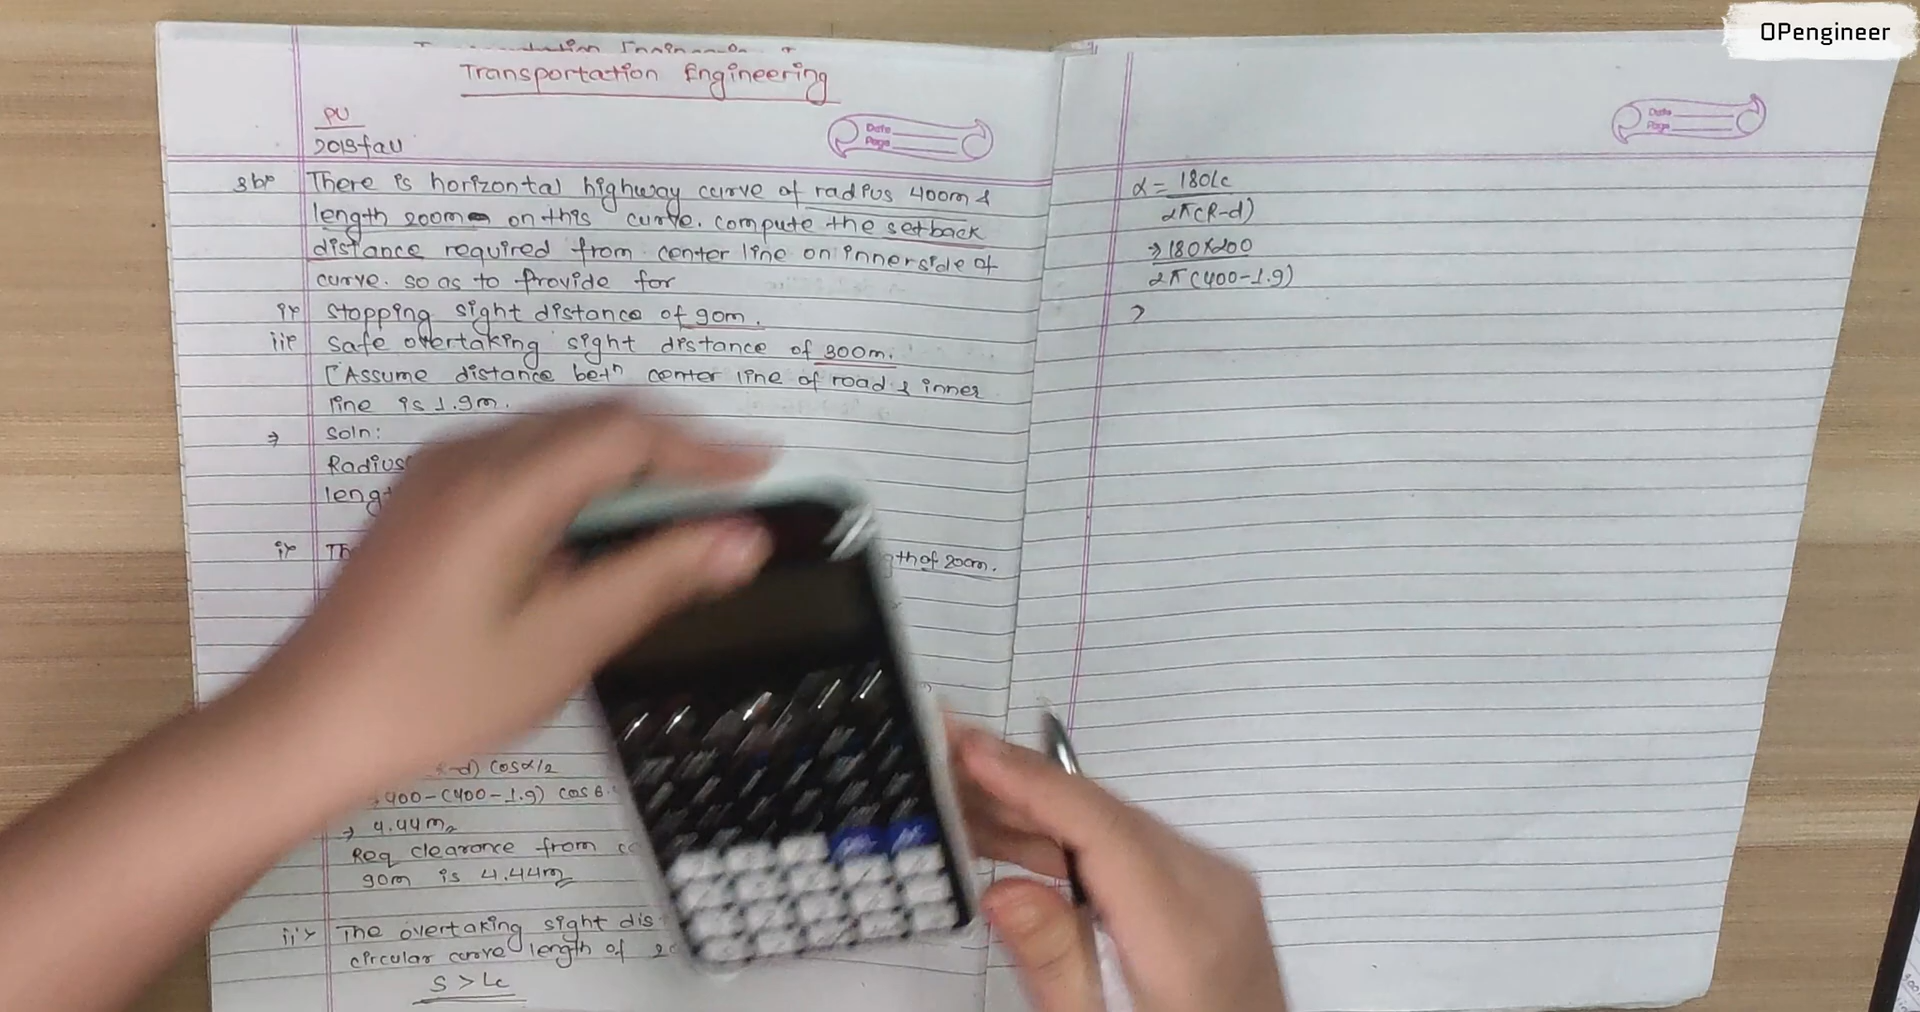 OPengineer
Transportation Engineering
PU
2019 fall
Date
Page
3b> There is horizontal highway curve of radius 400m &
length 200m on this curve. compute the setback
distance required from center line on innerside of
curve. so as to provide for
i> stopping sight distance of 90m.
ii> safe overtaking sight distance of 300m.
[Assume distance betn center line of road & inner
line is 1.9m.
⇒ Soln:
Radius
i> gth of 200m.
-d) cosα/2
400-(400-1.9) cos 6.
→ 4.44m
Req clearance from
90m is 4.44m
ii> The overtaking sight dis
circular curve length of
S > Lc
Date
Page
α = 180Lc
2π(R-d)
⇒ 180X200
2π(400-1.9)